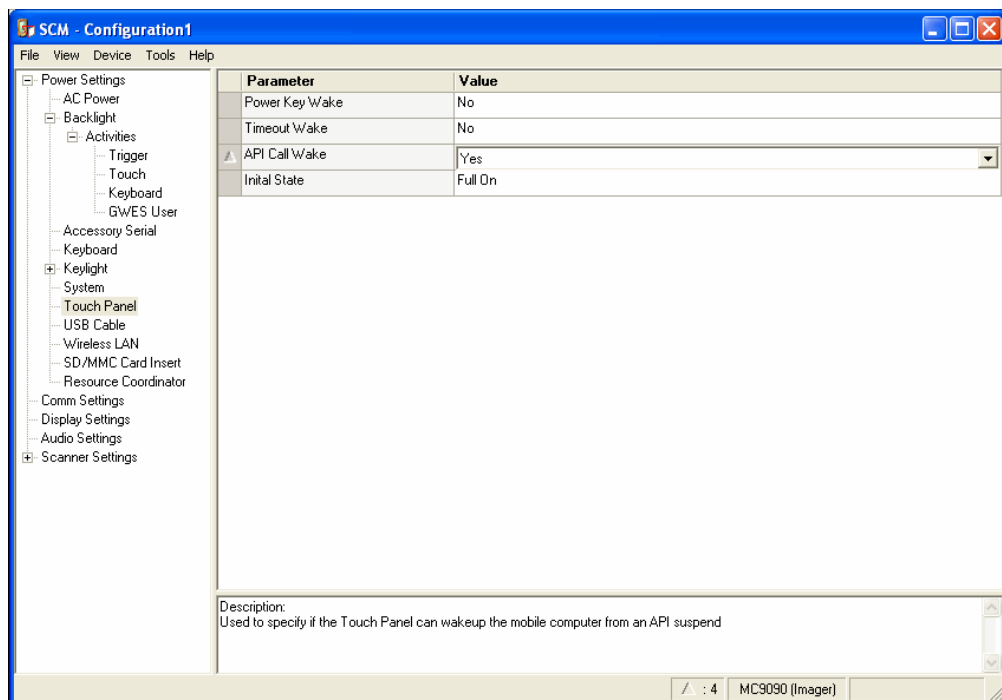 SCM - Configuration1
File View Device Tools Help
Power Settings
AC Power
Backlight
Activities
Trigger
Touch
Keyboard
GWES User
Accessory Serial
Keyboard
Keylight
System
Touch Panel
USB Cable
Wireless LAN
SD/MMC Card Insert
Resource Coordinator
Comm Settings
Display Settings
Audio Settings
Scanner Settings
Parameter Value
Power Key Wake No
Timeout Wake No
API Call Wake Yes
Inital State Full On
Description:
Used to specify if the Touch Panel can wakeup the mobile computer from an API suspend
: 4 MC9090 (Imager)